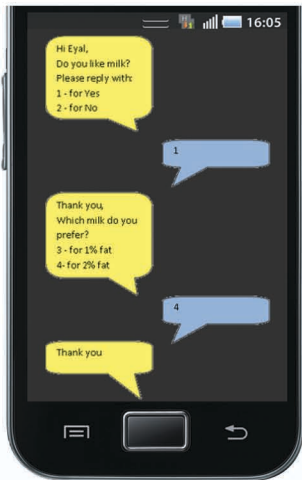 16:05
Hi Eyal,
Do you like milk?
Please reply with:
1 - for Yes
2 - for No
1
Thank you,
Which milk do you
prefer?
3 - for 1% fat
4- for 2% fat
4
Thank you